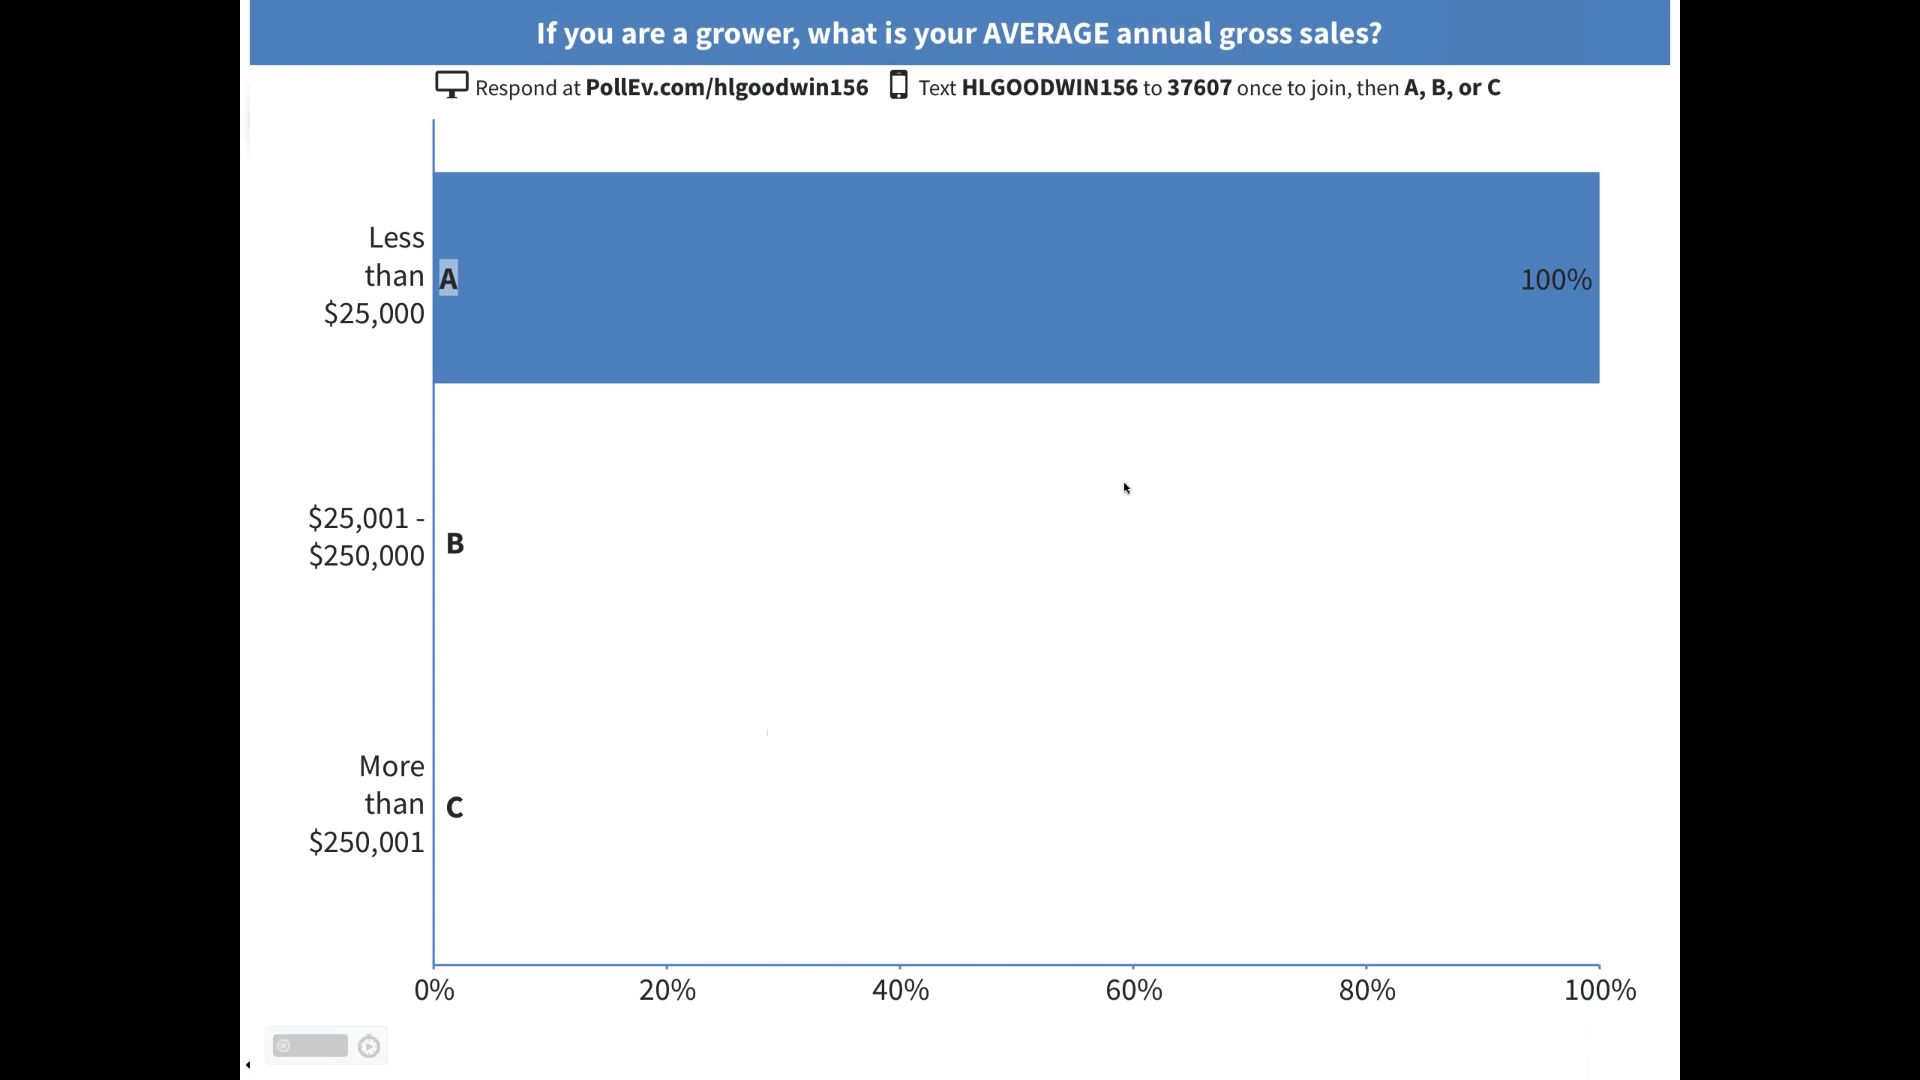 If you are a grower, what is your AVERAGE annual gross sales?
Respond at PollEv.com/hlgoodwin156 Text HLGOODWIN156 to 37607 once to join, then A, B, or C
Less
than
$25,000
A
100%
$25,001 -
$250,000
B
More
than
$250,001
C
0% 20% 40% 60% 80% 100%